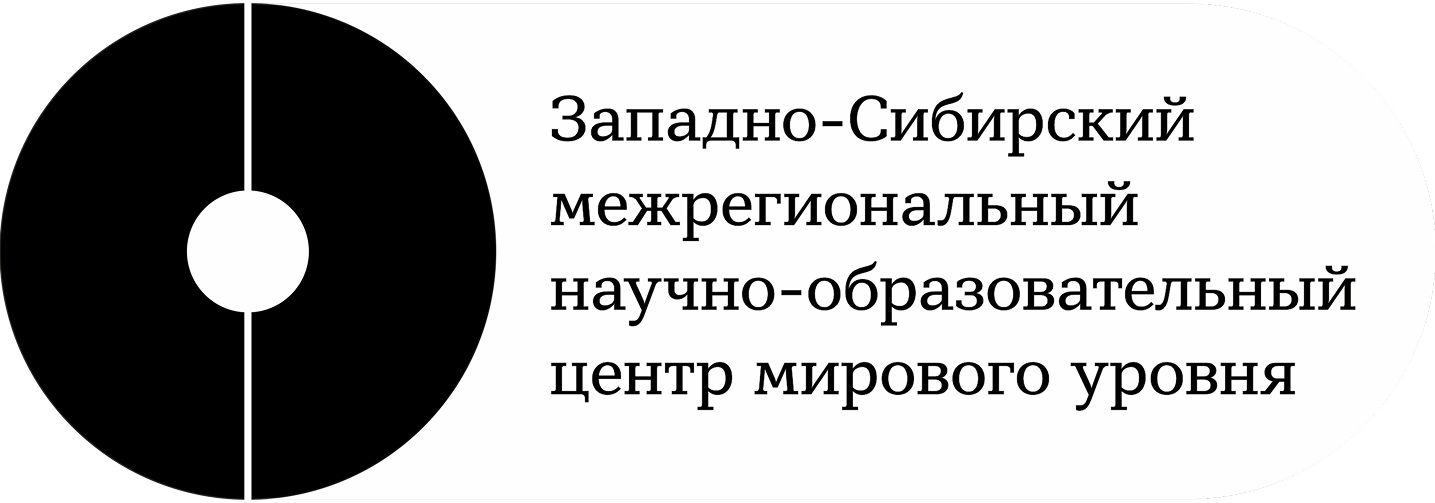 Западно-Сибирский
межрегиональный
научно-образовательный
центр мирового уровня